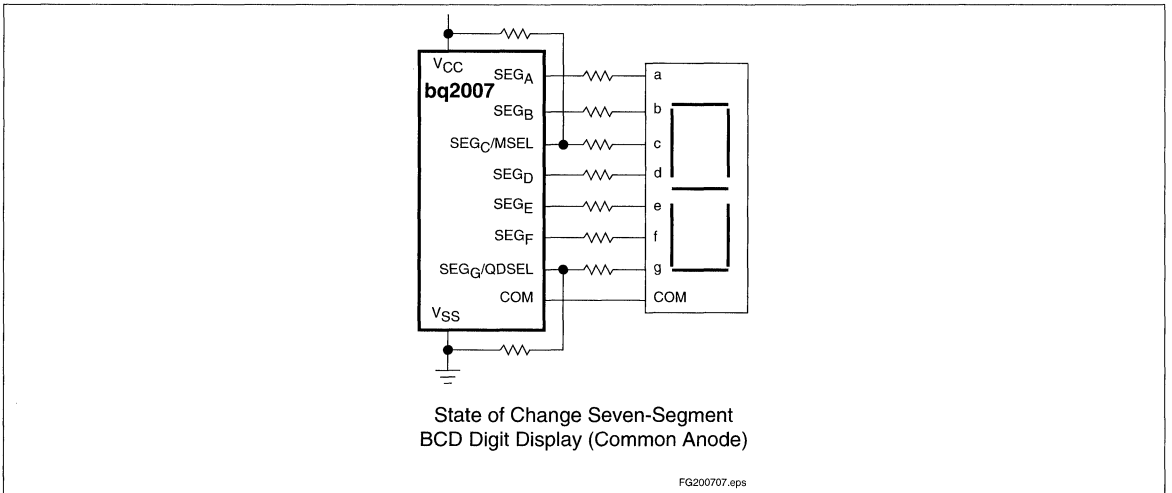 VCC
bq2007
SEGA
SEGB
SEGC/MSEL
SEGD
SEGE
SEGF
SEGG/QDSEL
COM
VSS
a
b
c
d
e
f
g
COM
State of Change Seven-Segment
BCD Digit Display (Common Anode)
FG200707.eps